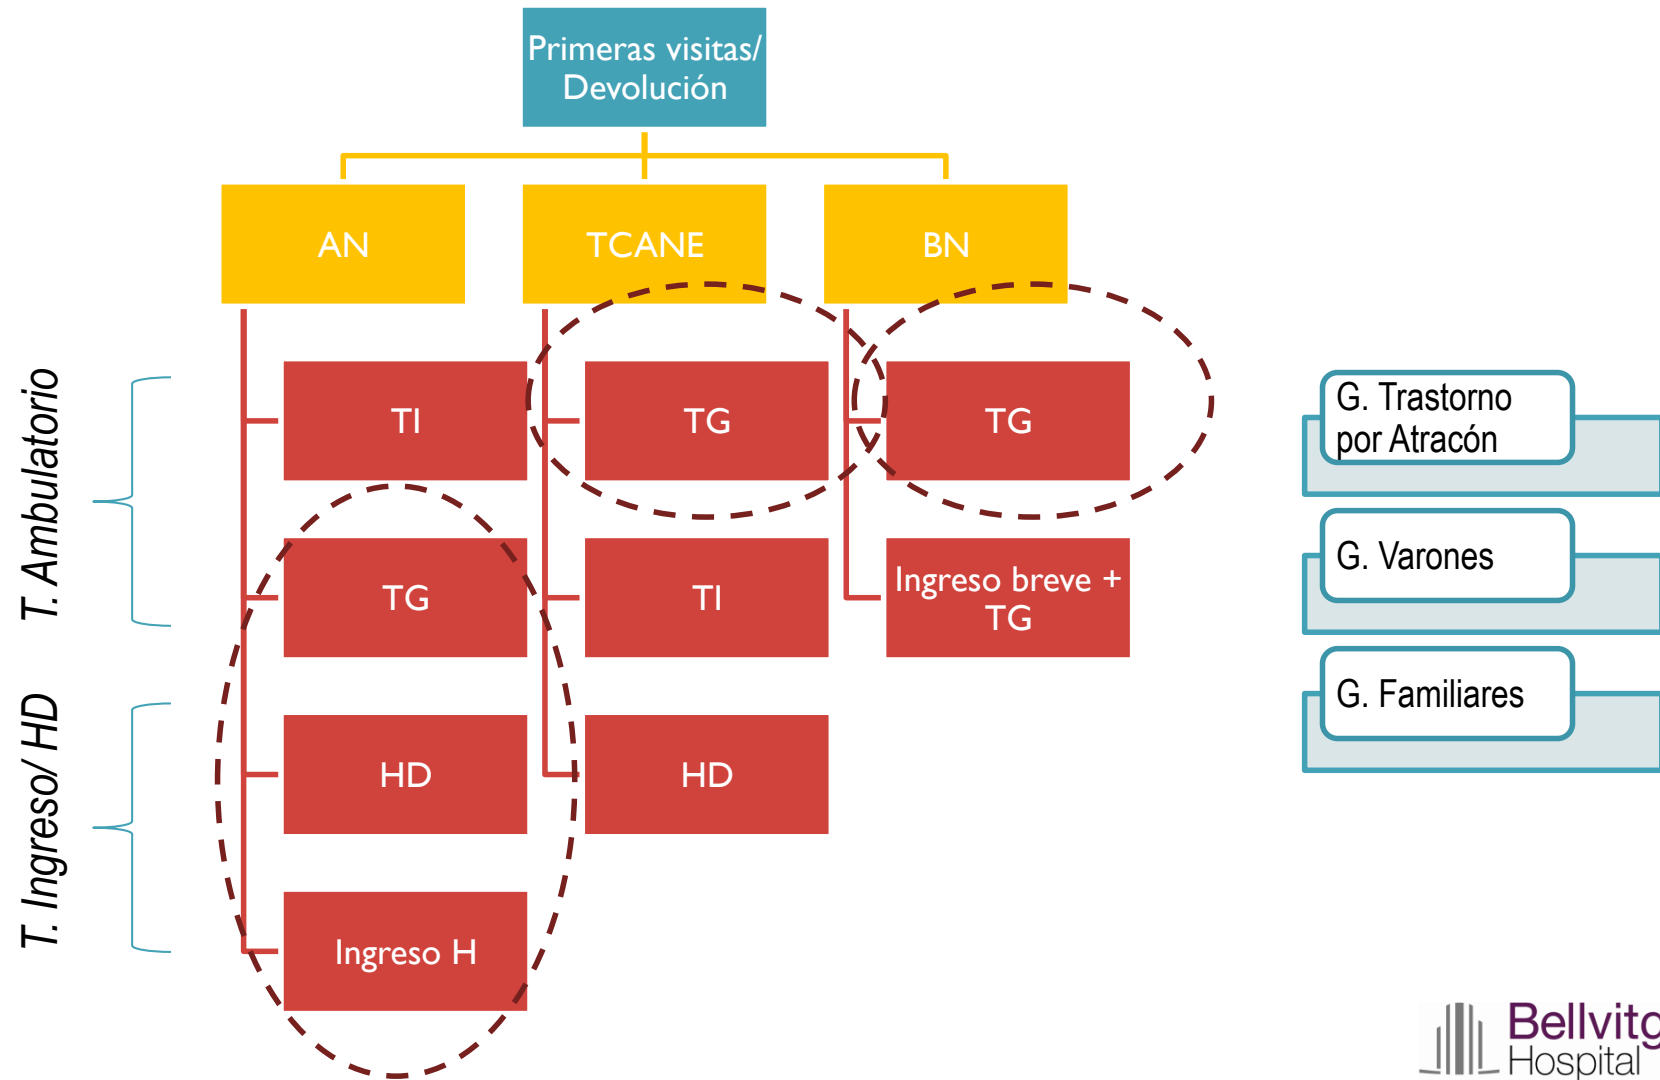 Primeras visitas/
Devolución
AN
TCANE
BN
T. Ambulatorio
TI
TG
TG
TG
TI
Ingreso breve +
TG
T. Ingreso/ HD
HD
HD
Ingreso H
G. Trastorno
por Atracón
G. Varones
G. Familiares
Bellvitg
Hospital